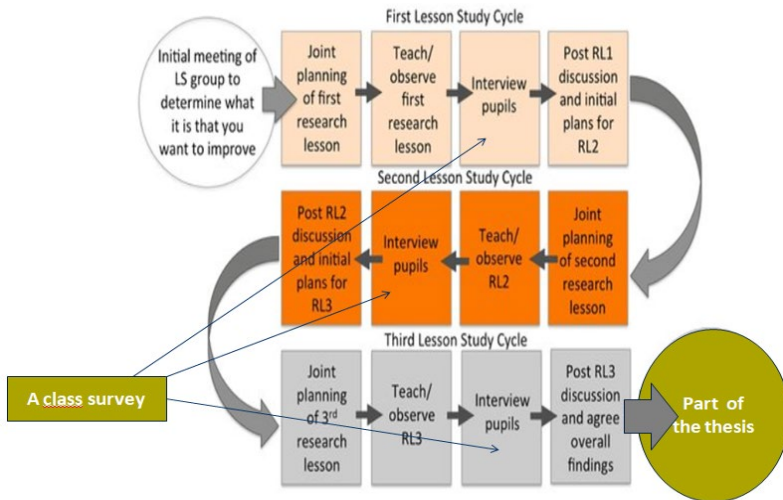 First Lesson Study Cycle
Initial meeting of
LS group to
determine what
it is that you
want to improve
Joint
planning
of first
research
lesson
Teach/
observe
first
research
lesson
Interview
pupils
Post RL1
discussion
and initial
plans for
RL2
Second Lesson Study Cycle
Post RL2
discussion
and initial
plans for
RL3
Interview
pupils
Teach/
observe
RL2
Joint
planning
of second
research
lesson
Third Lesson Study Cycle
A class survey
Joint
planning
of 3rd
research
lesson
Teach/
observe
RL3
Interview
pupils
Post RL3
discussion
and agree
overall
findings
Part of
the thesis